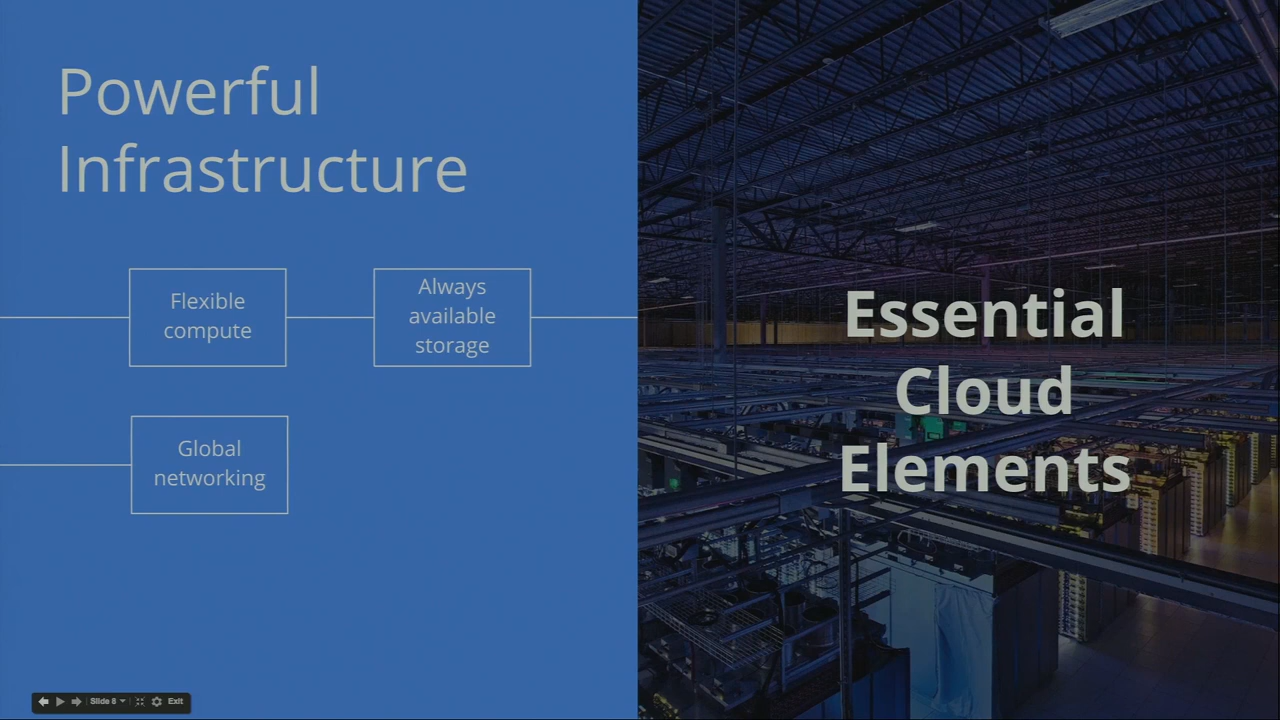 Powerful
Infrastructure
Flexible
compute
Always
available
storage
Global
networking
Essential
Cloud
Elements
Slide 8
Exit